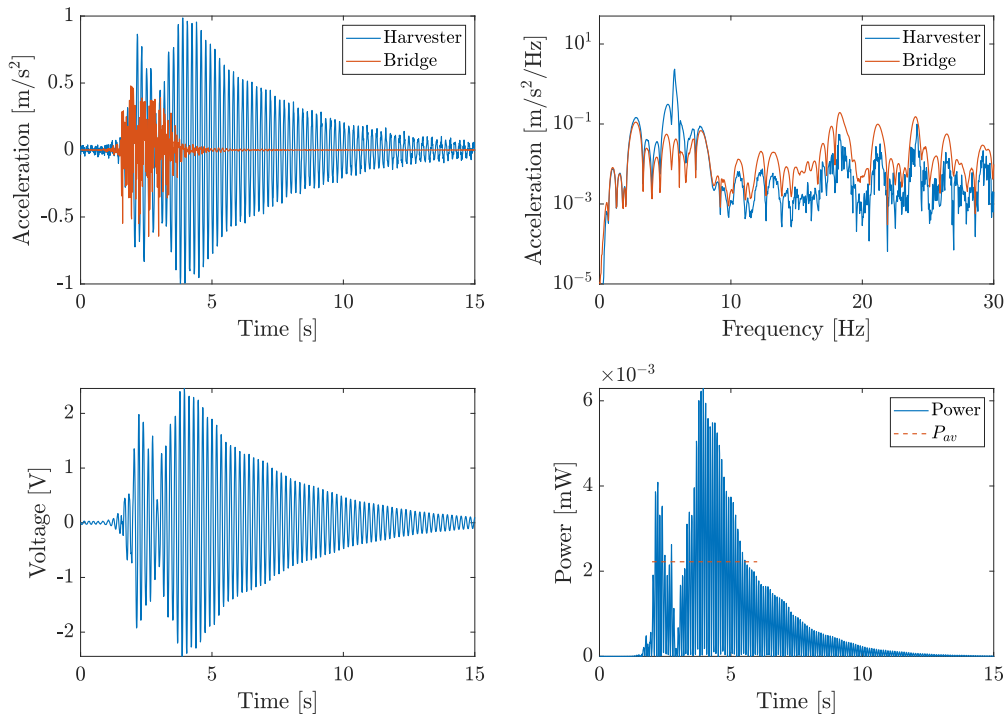 1
0.5
0
-0.5
-1
Acceleration [m/s²]
0
5
10
15
Time [s]
Harvester
Bridge
10¹
10⁻¹
10⁻³
10⁻⁵
Acceleration [m/s²/Hz]
0
10
20
30
Frequency [Hz]
Harvester
Bridge
2
1
0
-1
-2
Voltage [V]
0
5
10
15
Time [s]
×10⁻³
6
4
2
0
Power [mW]
0
5
10
15
Time [s]
Power
Pₐᵥ